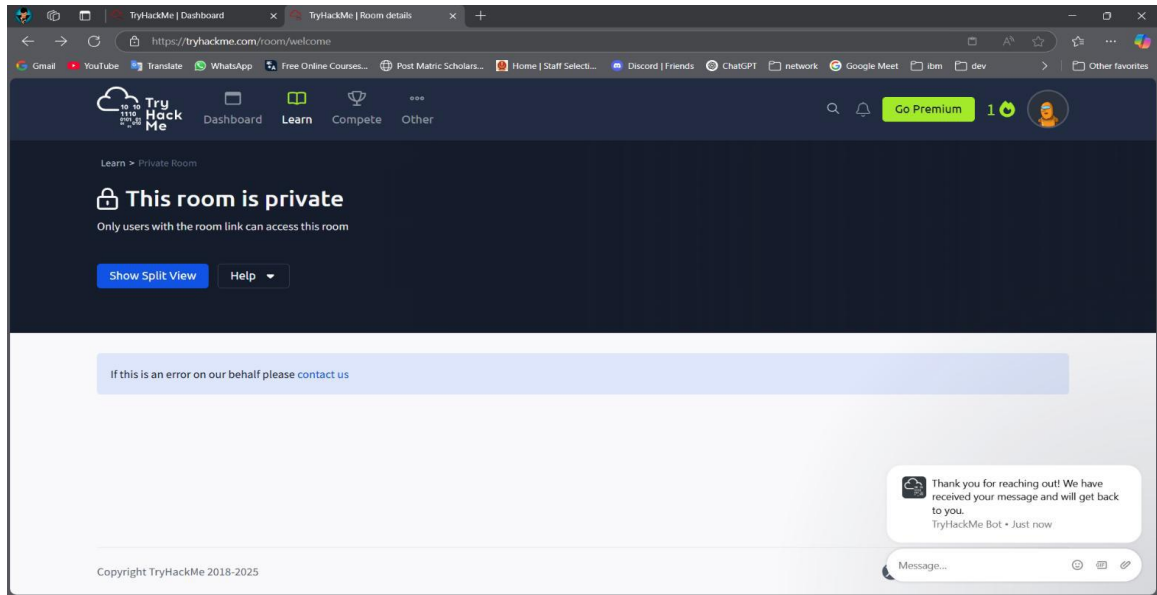 TryHackMe | Dashboard
TryHackMe | Room details
https://tryhackme.com/room/welcome
Gmail YouTube Translate WhatsApp Free Online Courses... Post Matric Scholars... Home | Staff Selecti... Discord | Friends ChatGPT network Google Meet ibm dev Other favorites
Try
Hack
Me
Dashboard Learn Compete Other
Go Premium 1
Learn > Private Room
This room is private
Only users with the room link can access this room
Show Split View Help
If this is an error on our behalf please contact us
Thank you for reaching out! We have
received your message and will get back
to you.
TryHackMe Bot • Just now
Message...
Copyright TryHackMe 2018-2025